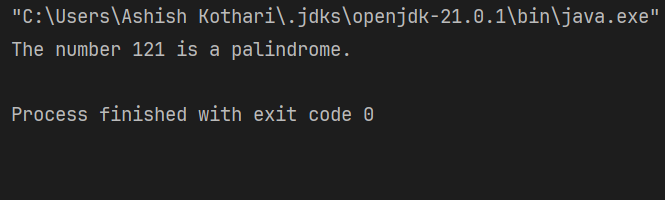 "C:\Users\Ashish Kothari\.jdks\openjdk-21.0.1\bin\java.exe"
The number 121 is a palindrome.
Process finished with exit code 0